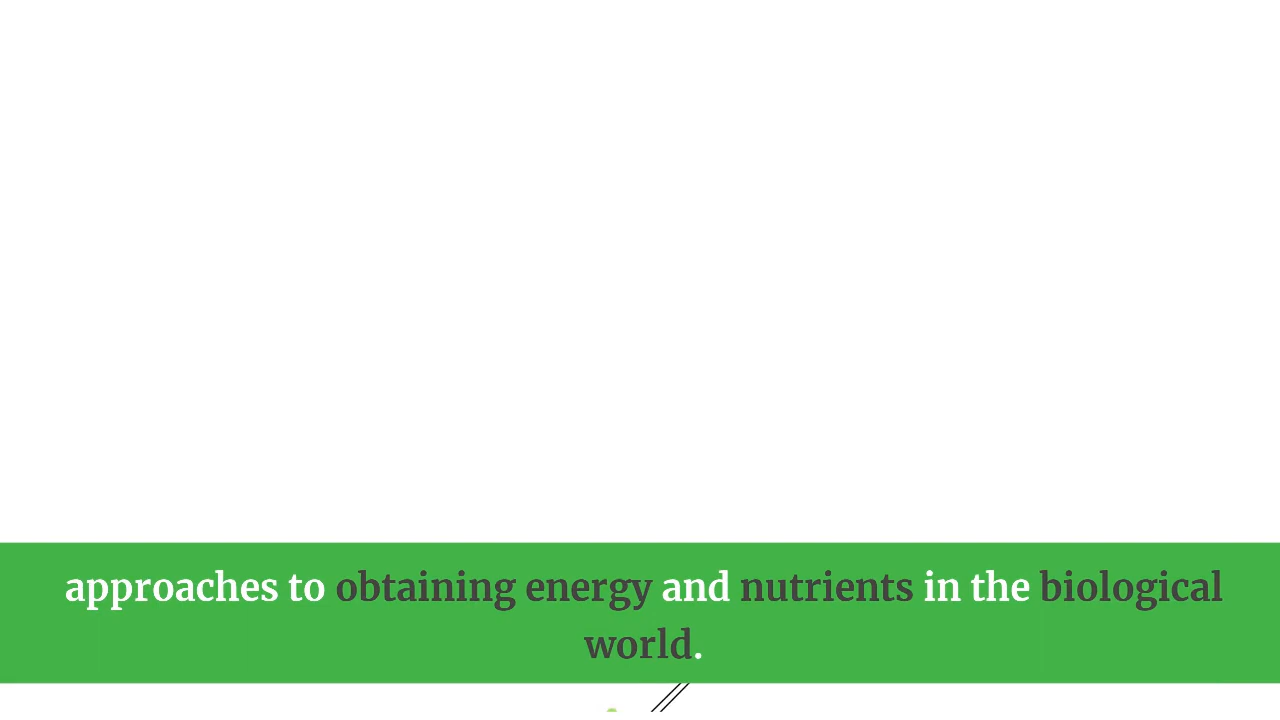 approaches to obtaining energy and nutrients in the biological
world.